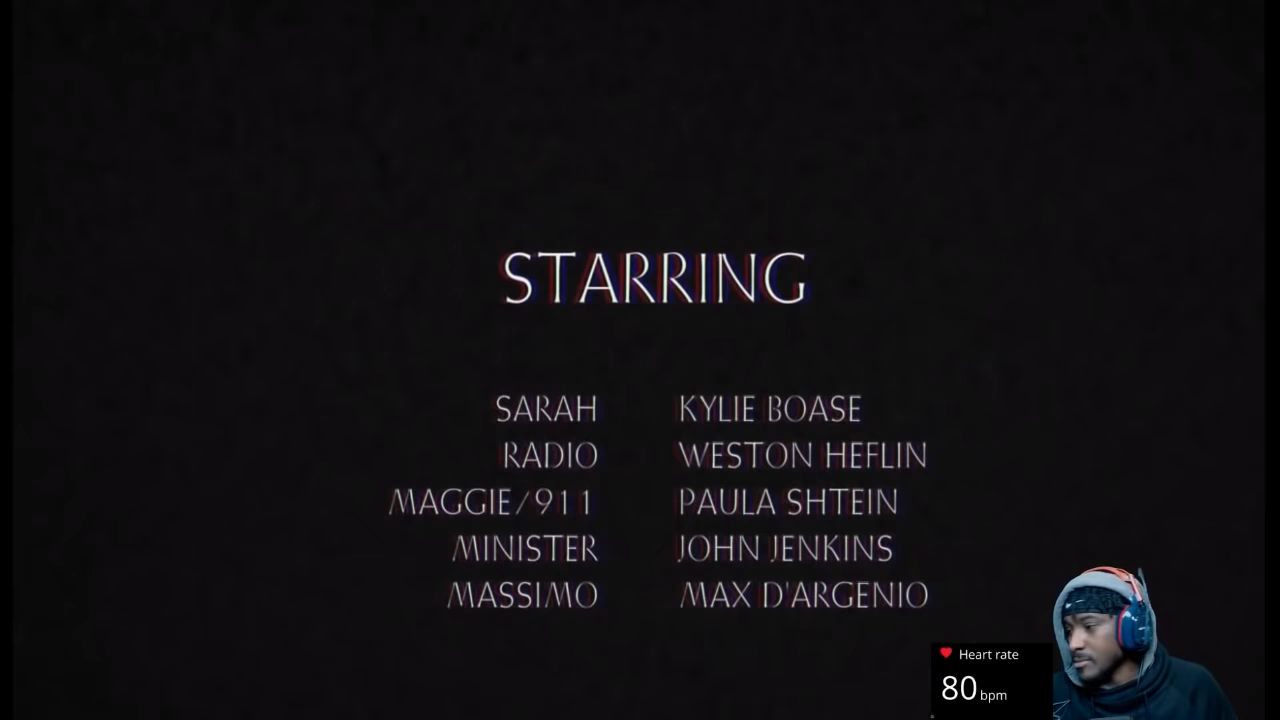 STARRING
SARAH KYLIE BOASE
RADIO WESTON HEFLIN
MAGGIE/911 PAULA SHTEIN
MINISTER JOHN JENKINS
MASSIMO MAX D'ARGENIO
Heart rate
80 bpm